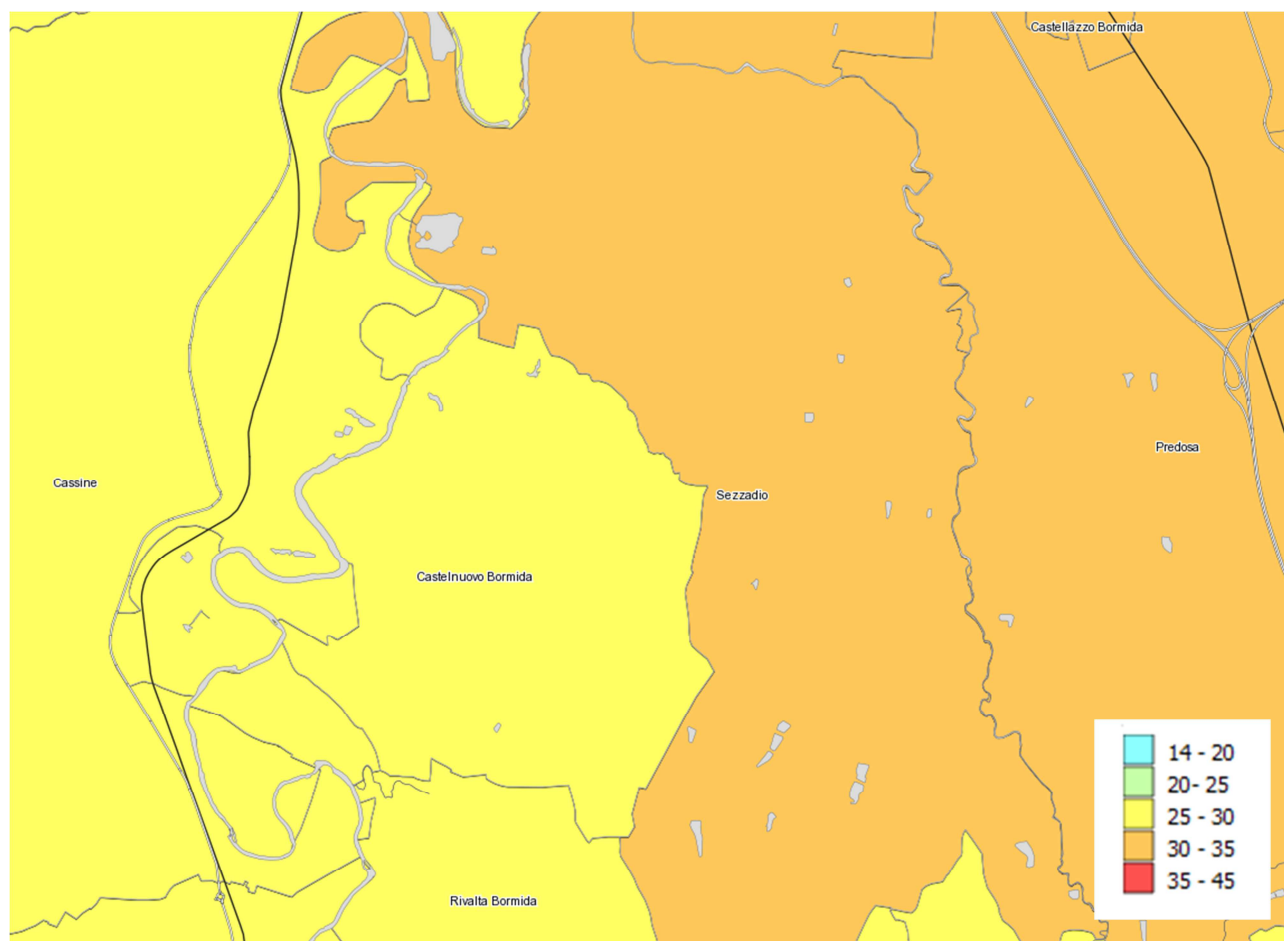 Castellazzo Bormida
Predosa
Cassine
Sezzadio
Castelnuovo Bormida
14 - 20
20- 25
25 - 30
30 - 35
35 - 45
Rivalta Bormida